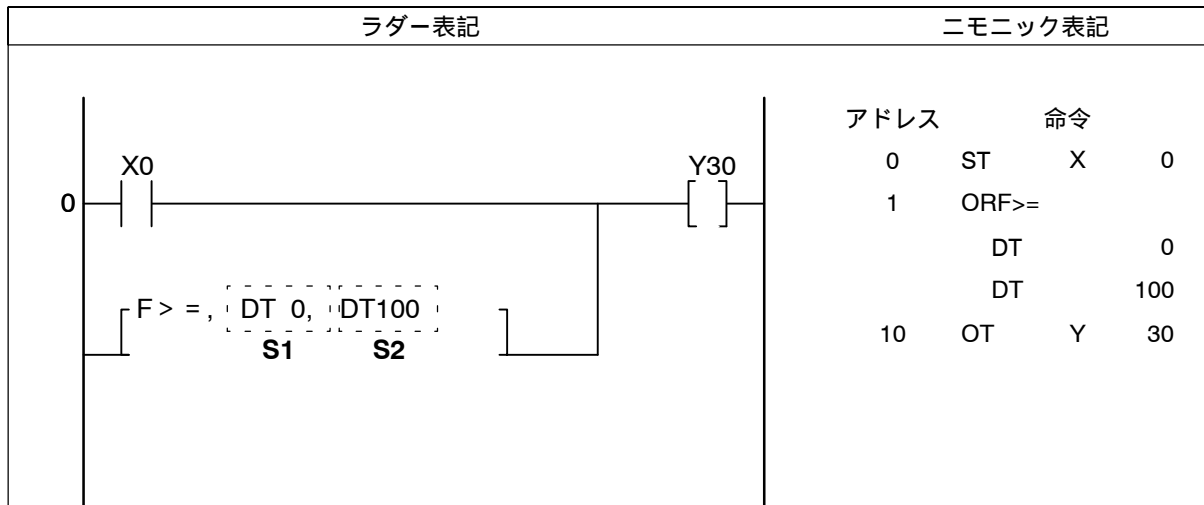 ラダー表記
ニモニック表記
アドレス 命令
X0 Y30
0
F > = , DT 0, DT100
S1 S2
0 ST X 0
1 ORF>=
DT 0
DT 100
10 OT Y 30